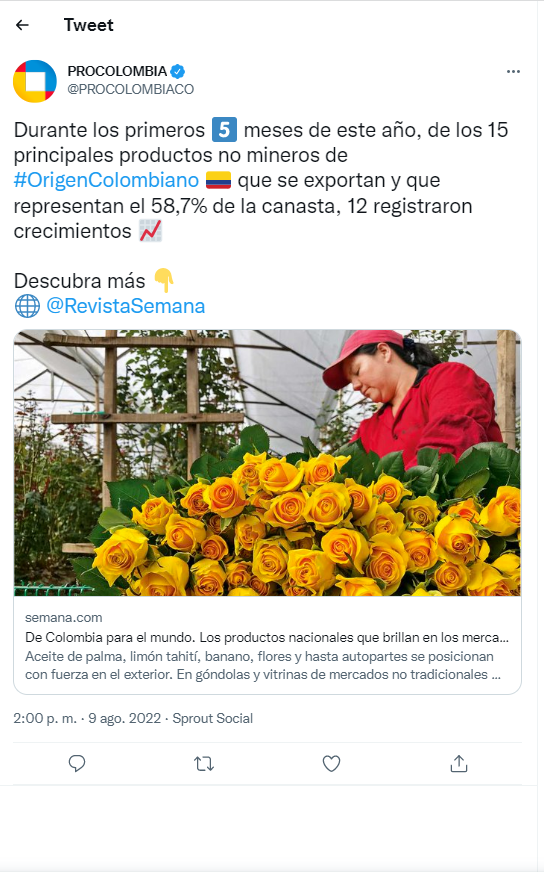 Tweet
PROCOLOMBIA
@PROCOLOMBIACO
Durante los primeros 5️⃣ meses de este año, de los 15
principales productos no mineros de
#OrigenColombiano 🇨🇴 que se exportan y que
representan el 58,7% de la canasta, 12 registraron
crecimientos 📈
Descubra más 👇
🌐 @RevistaSemana
semana.com
De Colombia para el mundo. Los productos nacionales que brillan en los merca...
Aceite de palma, limón tahití, banano, flores y hasta autopartes se posicionan
con fuerza en el exterior. En góndolas y vitrinas de mercados no tradicionales ...
2:00 p. m. · 9 ago. 2022 · Sprout Social